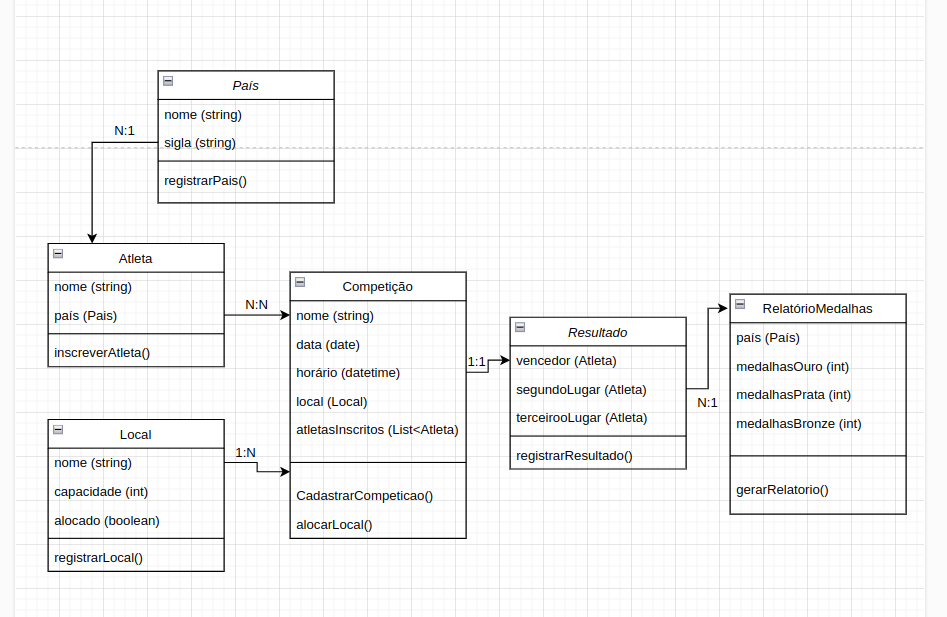 País
nome (string)
sigla (string)
registrarPais()
N:1
Atleta
nome (string)
país (Pais)
inscreverAtleta()
N:N
Local
nome (string)
capacidade (int)
alocado (boolean)
registrarLocal()
1:N
Competição
nome (string)
data (date)
horário (datetime)
local (Local)
atletasInscritos (List<Atleta)
CadastrarCompeticao()
alocarLocal()
1:1
Resultado
vencedor (Atleta)
segundoLugar (Atleta)
terceirooLugar (Atleta)
registrarResultado()
N:1
RelatórioMedalhas
país (País)
medalhasOuro (int)
medalhasPrata (int)
medalhasBronze (int)
gerarRelatorio()